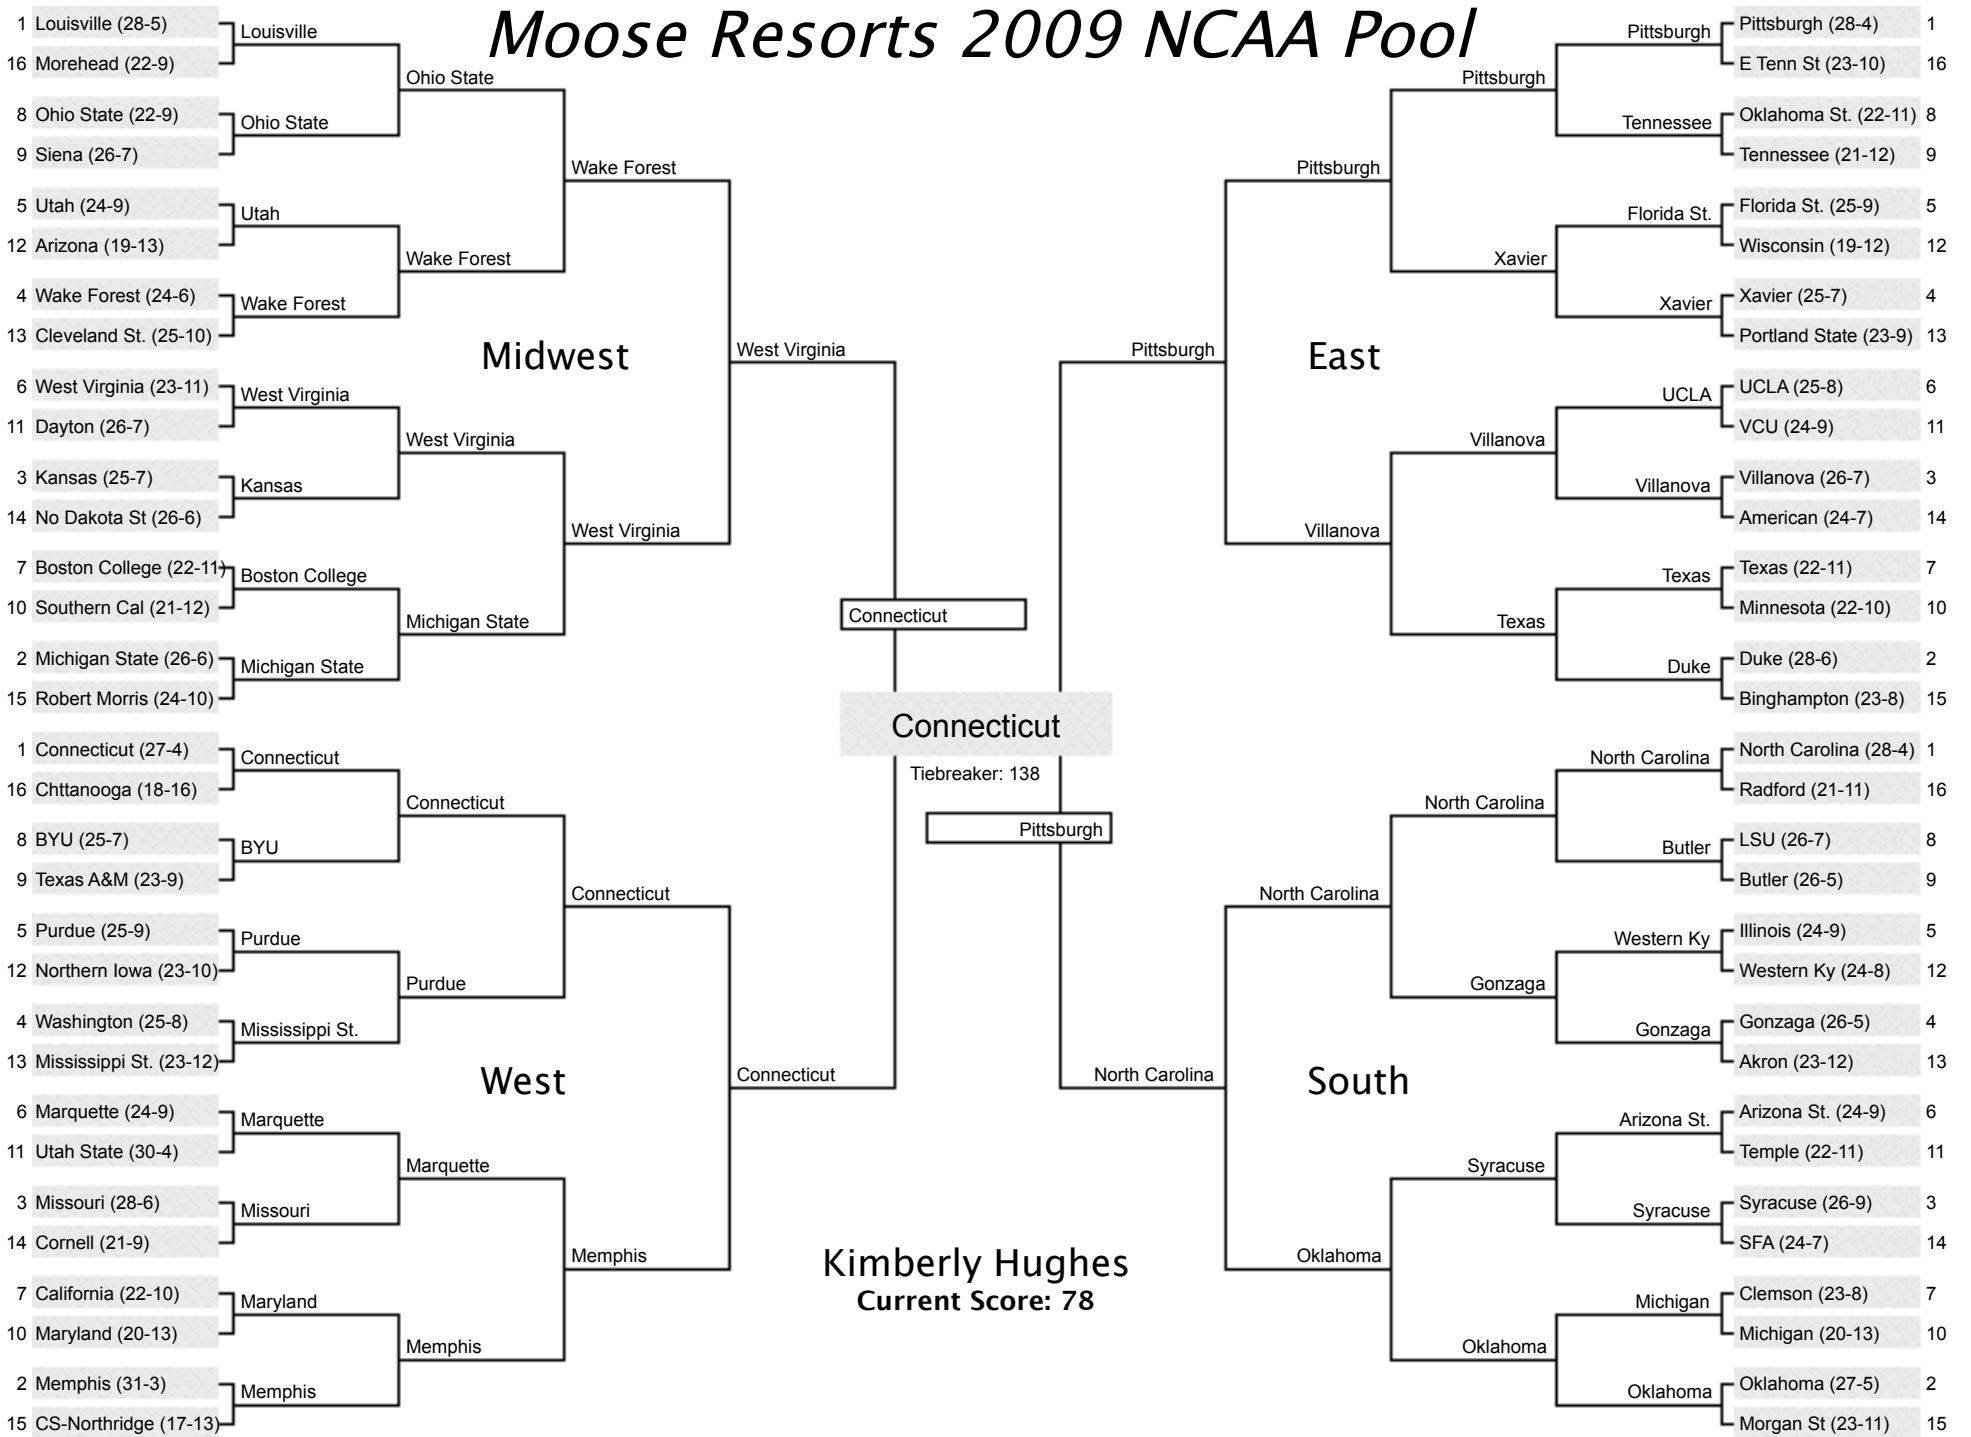 Moose Resorts 2009 NCAA Pool
1 Louisville (28-5)
Louisville
16 Morehead (22-9)
Ohio State
8 Ohio State (22-9)
Ohio State
9 Siena (26-7)
Wake Forest
5 Utah (24-9)
Utah
12 Arizona (19-13)
Wake Forest
4 Wake Forest (24-6)
Wake Forest
13 Cleveland St. (25-10)
Midwest
West Virginia
6 West Virginia (23-11)
West Virginia
11 Dayton (26-7)
West Virginia
3 Kansas (25-7)
Kansas
14 No Dakota St (26-6)
West Virginia
7 Boston College (22-11)
Boston College
10 Southern Cal (21-12)
Michigan State
2 Michigan State (26-6)
Michigan State
15 Robert Morris (24-10)
1 Connecticut (27-4)
Connecticut
16 Chttanooga (18-16)
Connecticut
8 BYU (25-7)
BYU
9 Texas A&M (23-9)
Connecticut
5 Purdue (25-9)
Purdue
12 Northern Iowa (23-10)
Purdue
4 Washington (25-8)
Mississippi St.
13 Mississippi St. (23-12)
West
Connecticut
6 Marquette (24-9)
Marquette
11 Utah State (30-4)
Marquette
3 Missouri (28-6)
Missouri
14 Cornell (21-9)
Memphis
7 California (22-10)
Maryland
10 Maryland (20-13)
Memphis
2 Memphis (31-3)
Memphis
15 CS-Northridge (17-13)
Connecticut
Connecticut
Tiebreaker: 138
Pittsburgh
Kimberly Hughes
Current Score: 78
Pittsburgh (28-4) 1
Pittsburgh
E Tenn St (23-10) 16
Pittsburgh
Oklahoma St. (22-11) 8
Tennessee
Tennessee (21-12) 9
Pittsburgh
Florida St. (25-9) 5
Florida St.
Wisconsin (19-12) 12
Xavier
Xavier (25-7) 4
Xavier
Portland State (23-9) 13
East
Pittsburgh
UCLA (25-8) 6
UCLA
VCU (24-9) 11
Villanova
Villanova (26-7) 3
Villanova
American (24-7) 14
Villanova
Texas (22-11) 7
Texas
Minnesota (22-10) 10
Texas
Duke (28-6) 2
Duke
Binghampton (23-8) 15
North Carolina (28-4) 1
North Carolina
Radford (21-11) 16
North Carolina
LSU (26-7) 8
Butler
Butler (26-5) 9
North Carolina
Illinois (24-9) 5
Western Ky
Western Ky (24-8) 12
Gonzaga
Gonzaga (26-5) 4
Gonzaga
Akron (23-12) 13
South
North Carolina
Arizona St. (24-9) 6
Arizona St.
Temple (22-11) 11
Syracuse
Syracuse (26-9) 3
Syracuse
SFA (24-7) 14
Oklahoma
Clemson (23-8) 7
Michigan
Michigan (20-13) 10
Oklahoma
Oklahoma (27-5) 2
Oklahoma
Morgan St (23-11) 15